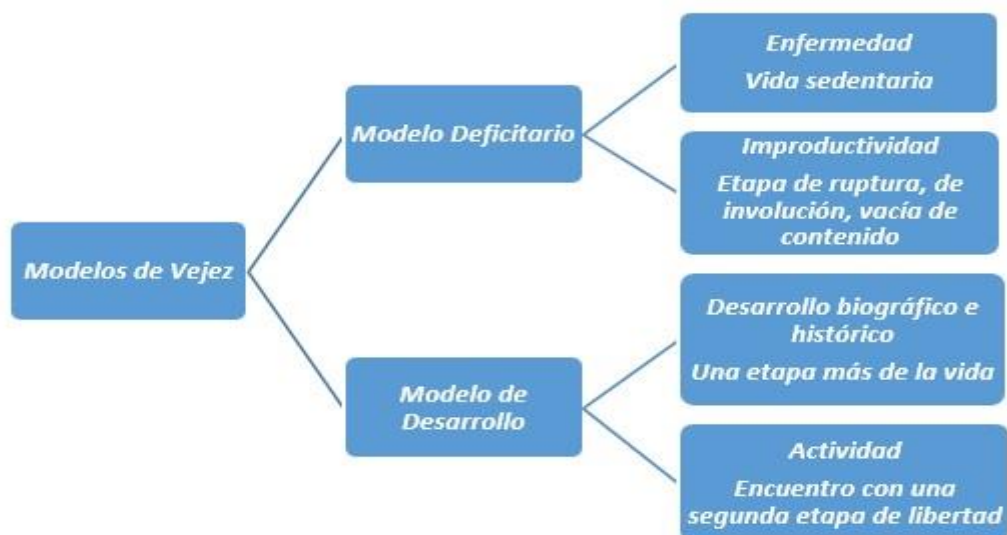 Modelos de Vejez
Modelo Deficitario
Enfermedad
Vida sedentaria
Improductividad
Etapa de ruptura, de
involución, vacía de
contenido
Modelo de
Desarrollo
Desarrollo biográfico e
histórico
Una etapa más de la vida
Actividad
Encuentro con una
segunda etapa de libertad